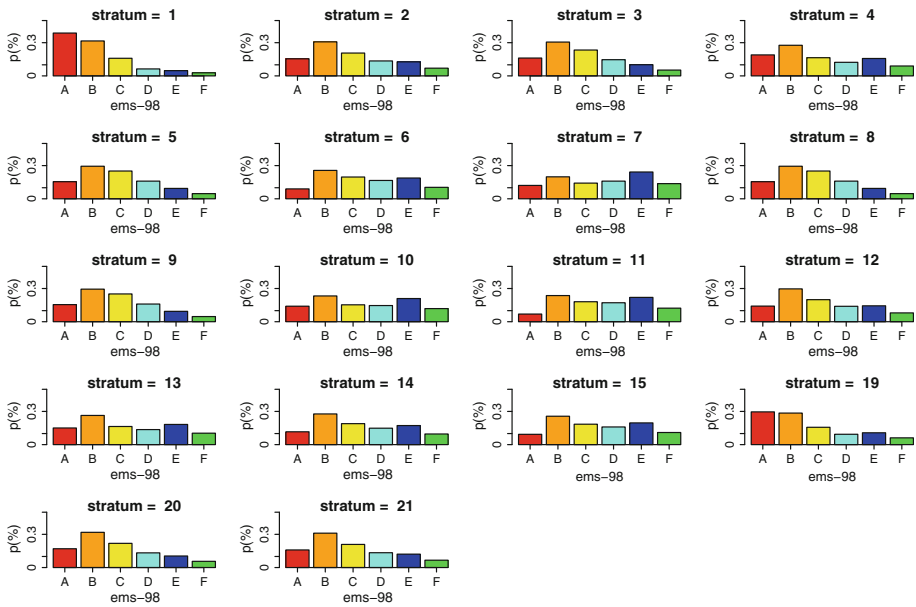 stratum = 1
p(%)
0.3
0
A B C D E F
ems−98
stratum = 2
p(%)
0.3
0
A B C D E F
ems−98
stratum = 3
p(%)
0.3
0
A B C D E F
ems−98
stratum = 4
p(%)
0.3
0
A B C D E F
ems−98
stratum = 5
p(%)
0.3
0
A B C D E F
ems−98
stratum = 6
p(%)
0.3
0
A B C D E F
ems−98
stratum = 7
p(%)
0.3
0
A B C D E F
ems−98
stratum = 8
p(%)
0.3
0
A B C D E F
ems−98
stratum = 9
p(%)
0.3
0
A B C D E F
ems−98
stratum = 10
p(%)
0.3
0
A B C D E F
ems−98
stratum = 11
p(%)
0.3
0
A B C D E F
ems−98
stratum = 12
p(%)
0.3
0
A B C D E F
ems−98
stratum = 13
p(%)
0.3
0
A B C D E F
ems−98
stratum = 14
p(%)
0.3
0
A B C D E F
ems−98
stratum = 15
p(%)
0.3
0
A B C D E F
ems−98
stratum = 19
p(%)
0.3
0
A B C D E F
ems−98
stratum = 20
p(%)
0.3
0
A B C D E F
ems−98
stratum = 21
p(%)
0.3
0
A B C D E F
ems−98